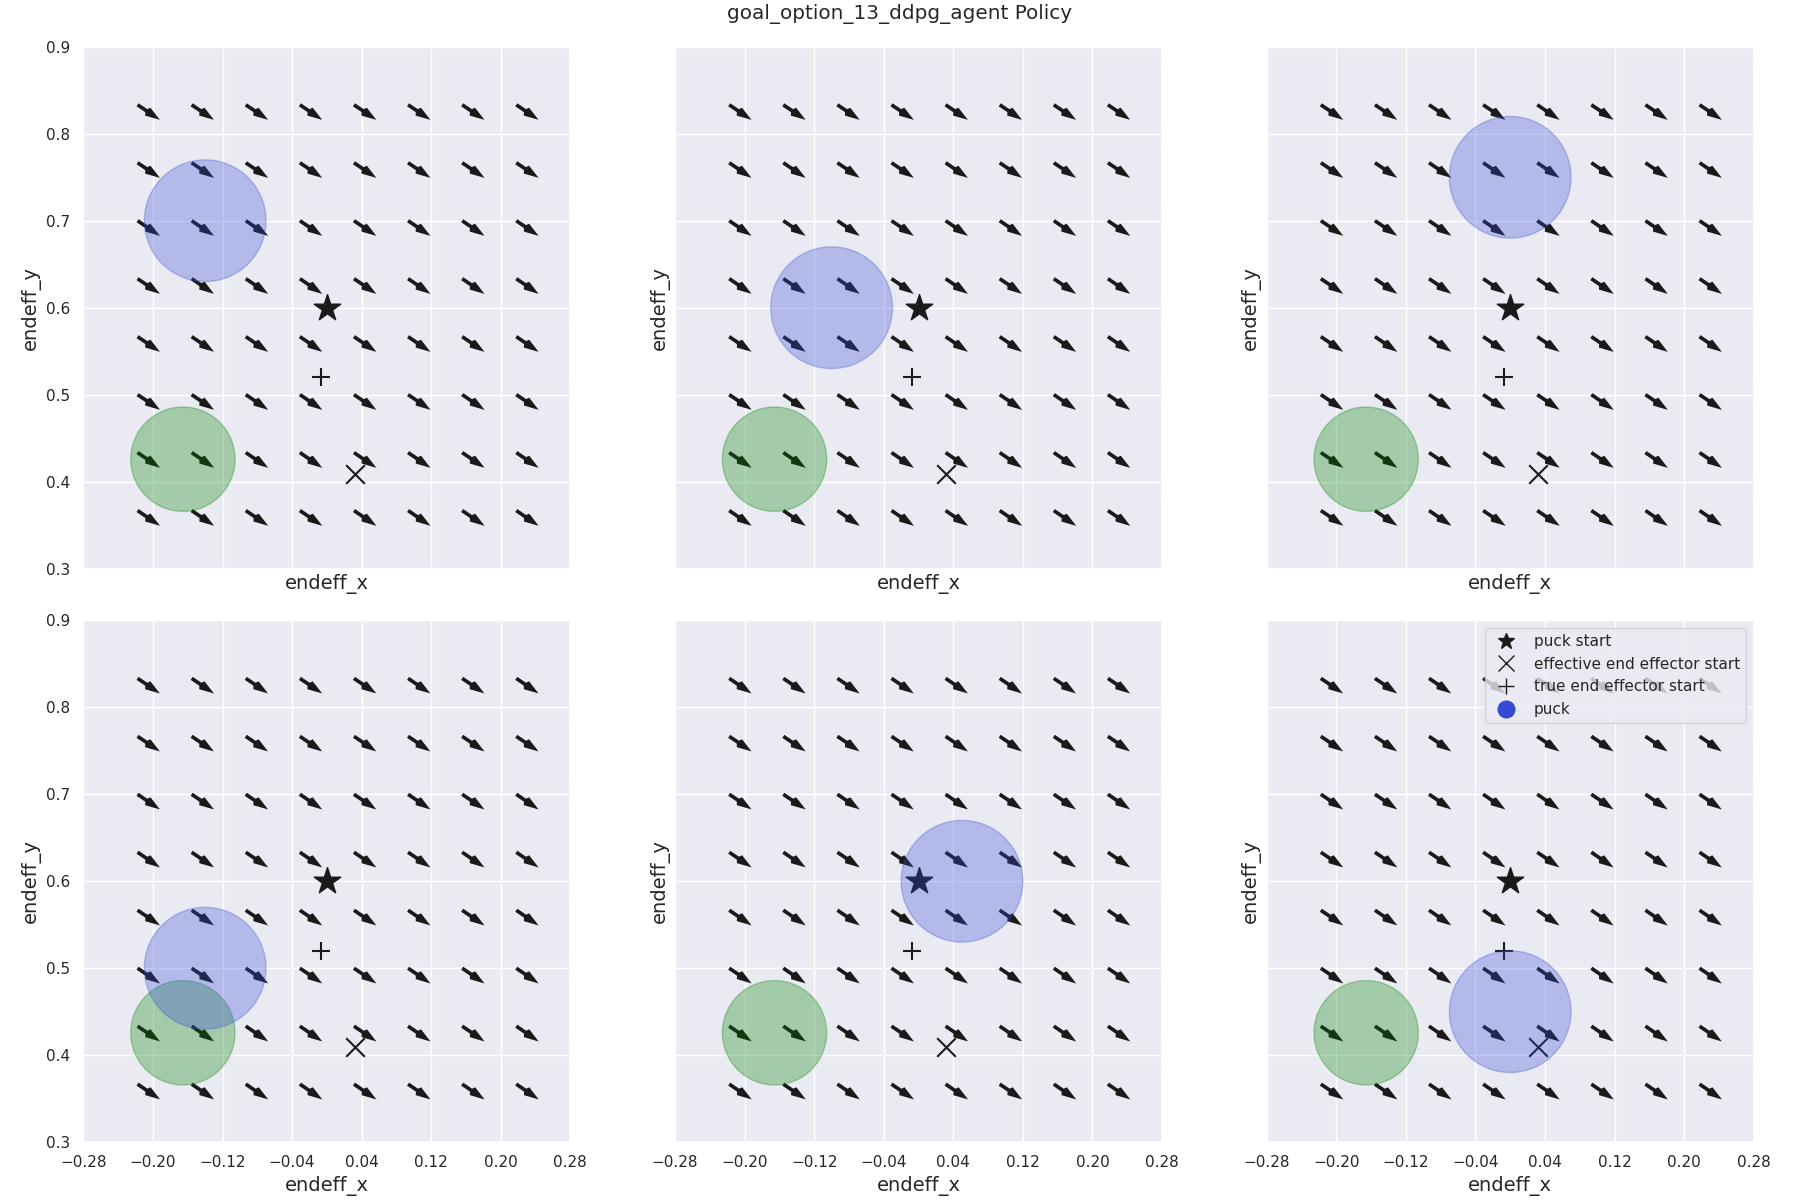 goal_option_13_ddpg_agent Policy
0.9
0.8
0.7
0.6
0.5
0.4
0.3
endeff_y
endeff_x
endeff_y
endeff_x
endeff_y
endeff_x
0.9
0.8
0.7
0.6
0.5
0.4
0.3
endeff_y
−0.28 −0.20 −0.12 −0.04 0.04 0.12 0.20 0.28
endeff_x
endeff_y
−0.28 −0.20 −0.12 −0.04 0.04 0.12 0.20 0.28
endeff_x
puck start
effective end effector start
true end effector start
puck
endeff_y
−0.28 −0.20 −0.12 −0.04 0.04 0.12 0.20 0.28
endeff_x